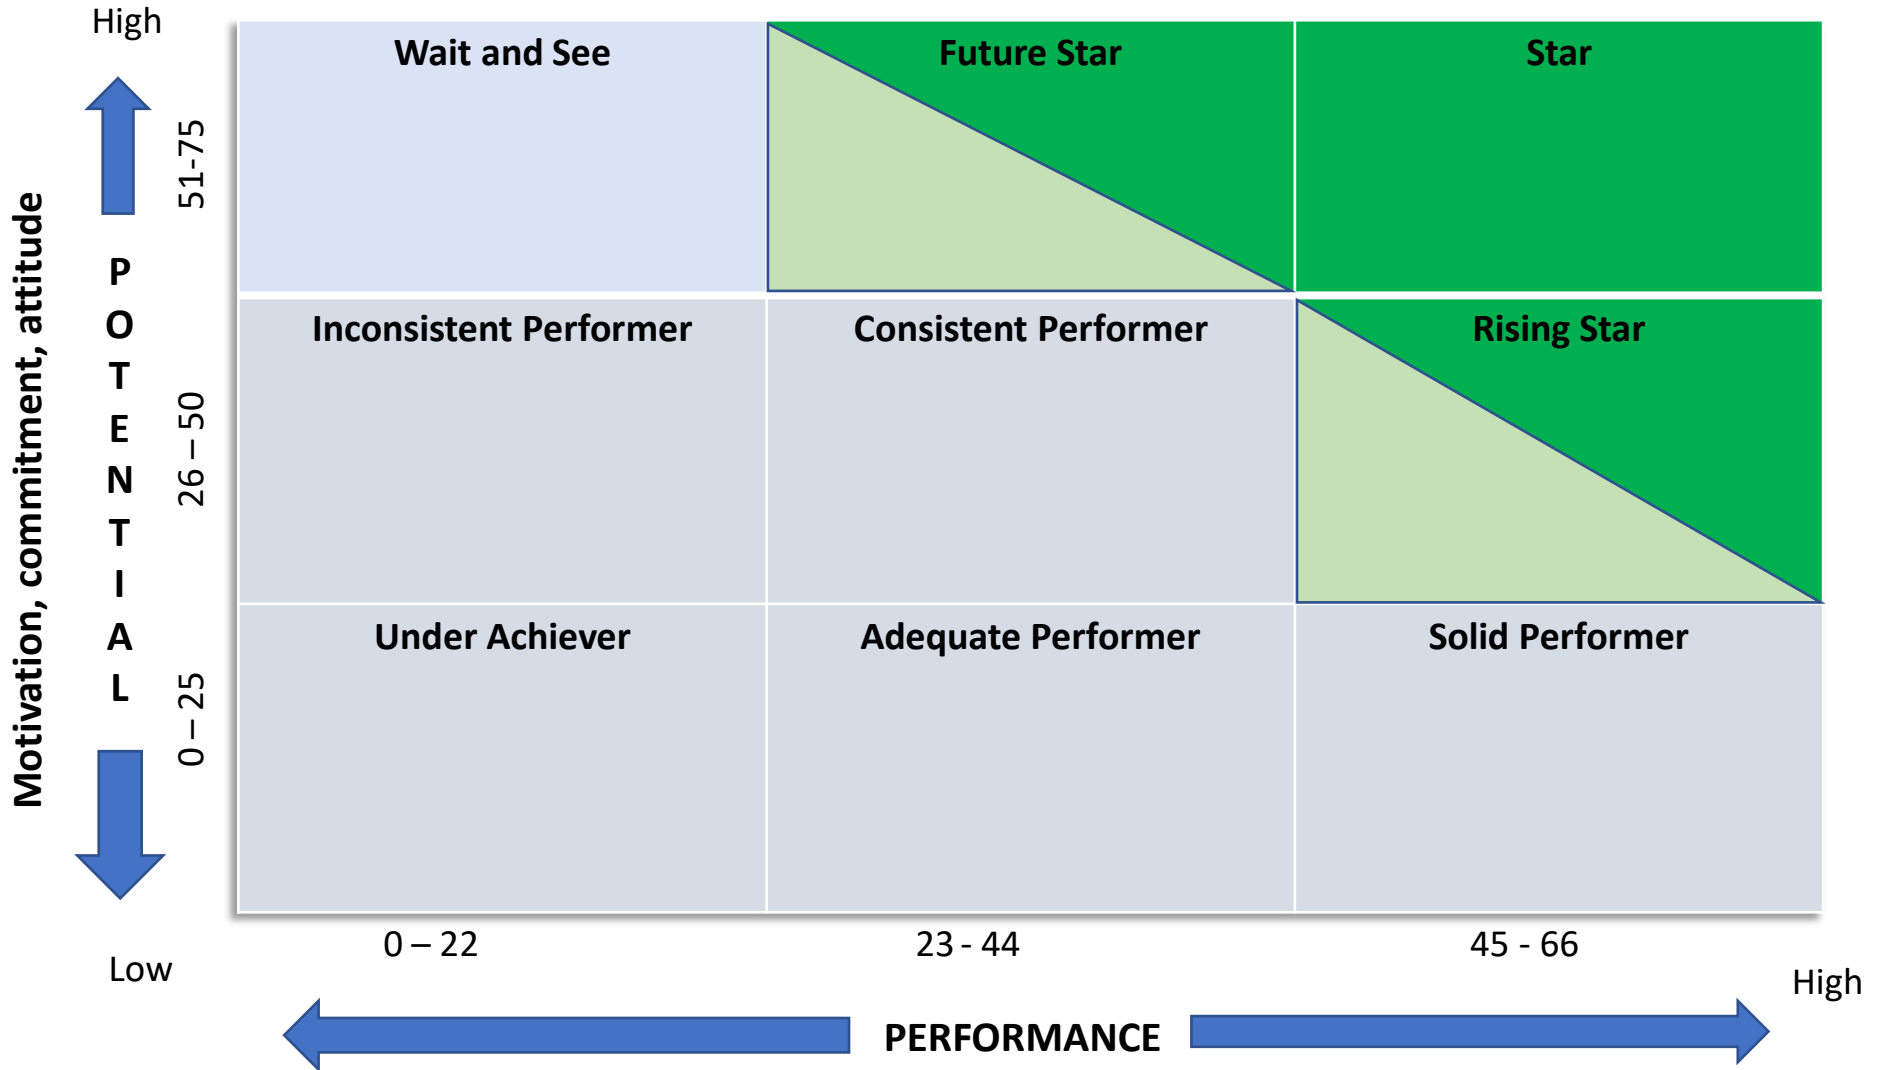 High
Wait and See
Future Star
Star
51-75
Motivation, commitment, attitude
POTENTIAL
Inconsistent Performer
Consistent Performer
Rising Star
26 – 50
Under Achiever
Adequate Performer
Solid Performer
0 – 25
0 – 22
23 - 44
45 - 66
Low
High
PERFORMANCE